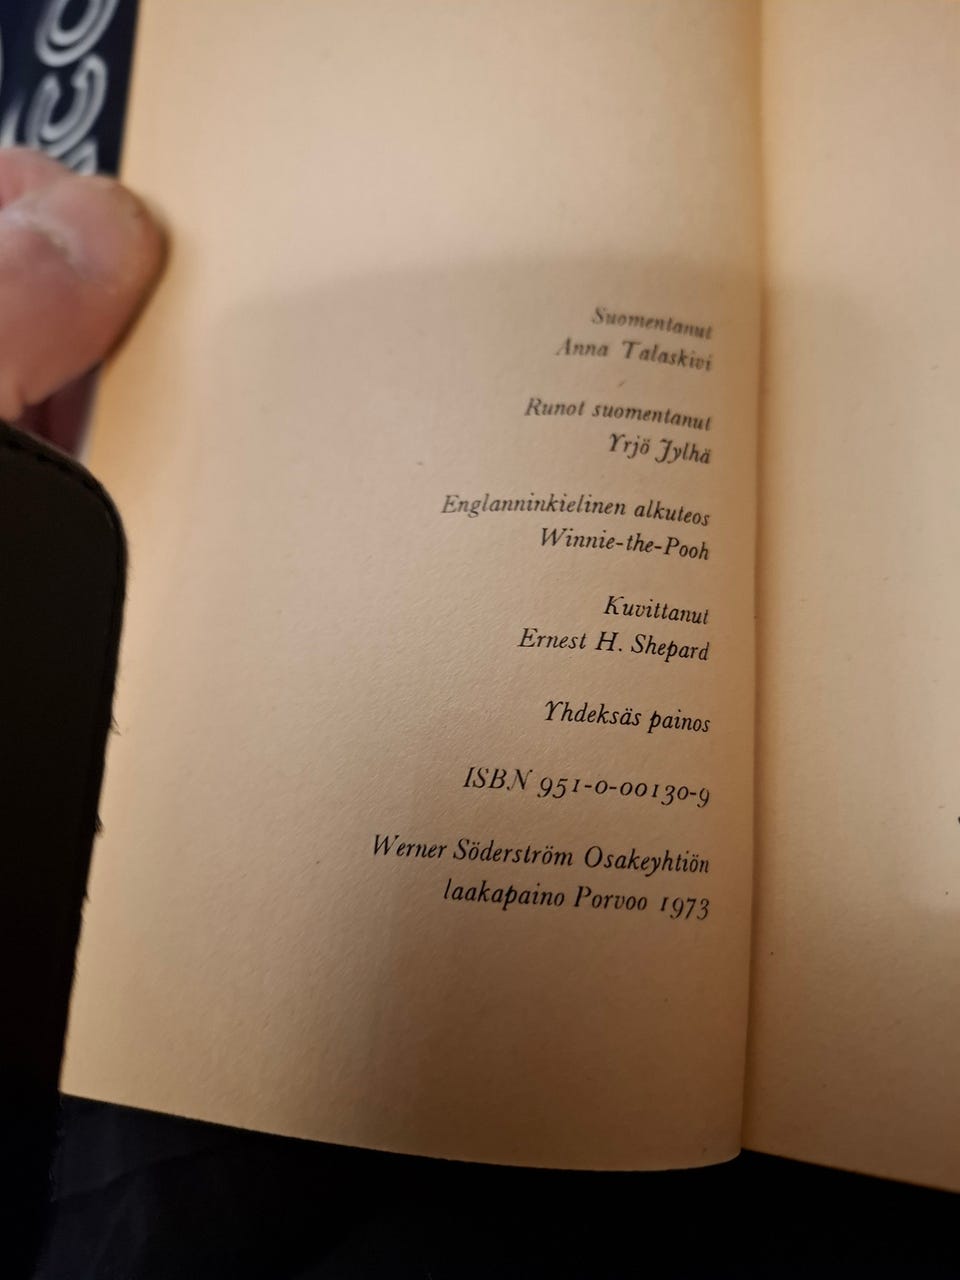 Suomentanut
Anna Talaskivi
Runot suomentanut
Yrjö Jylhä
Englanninkielinen alkuteos
Winnie-the-Pooh
Kuvittanut
Ernest H. Shepard
Yhdeksäs painos
ISBN 951-0-00130-9
Werner Söderström Osakeyhtiön
laakapaino Porvoo 1973